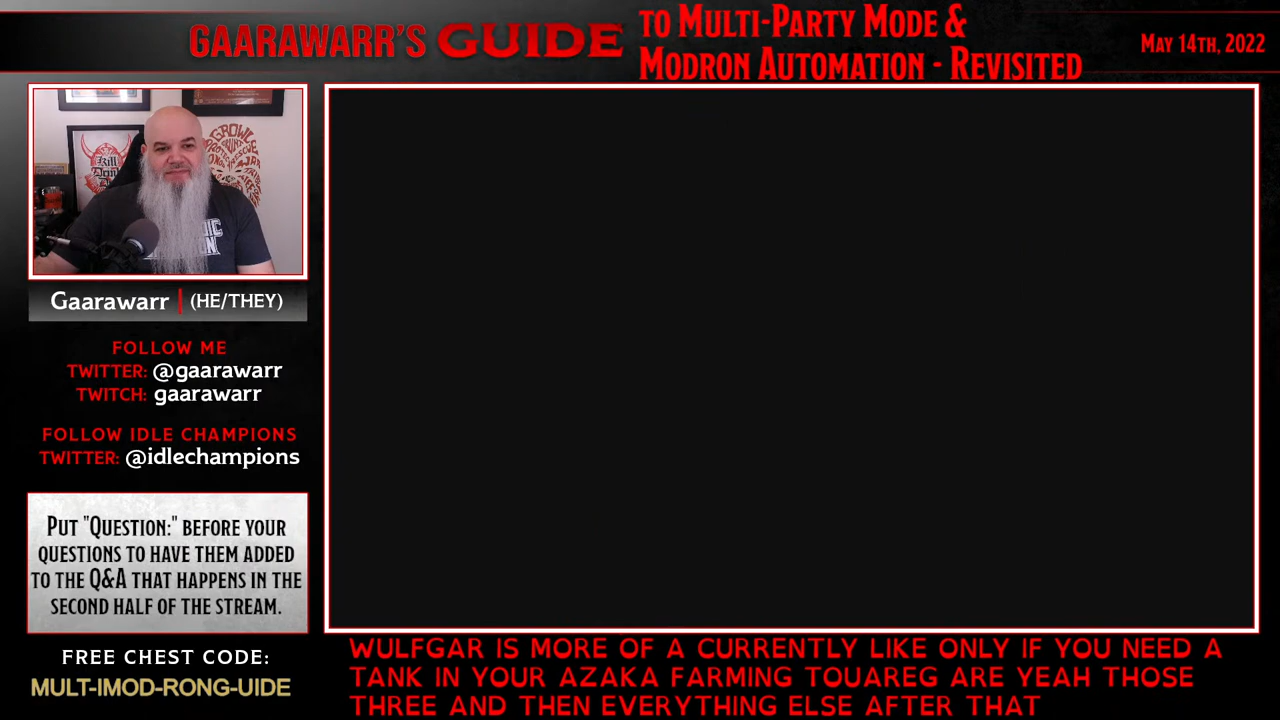 GAARAWARR'S GUIDE TO MULTI-PARTY MODE &
MODRON AUTOMATION - REVISITED
MAY 14TH, 2022
Gaarawarr | (HE/THEY)
FOLLOW ME
TWITTER: @gaarawarr
TWITCH: gaarawarr
FOLLOW IDLE CHAMPIONS
TWITTER: @idlechampions
PUT "QUESTION:" BEFORE YOUR
QUESTIONS TO HAVE THEM ADDED
TO THE Q&A THAT HAPPENS IN THE
SECOND HALF OF THE STREAM.
FREE CHEST CODE:
MULT-IMOD-RONG-UIDE
WULFGAR IS MORE OF A CURRENTLY LIKE ONLY IF YOU NEED A
TANK IN YOUR AZAKA FARMING TOUAREG ARE YEAH THOSE
THREE AND THEN EVERYTHING ELSE AFTER THAT